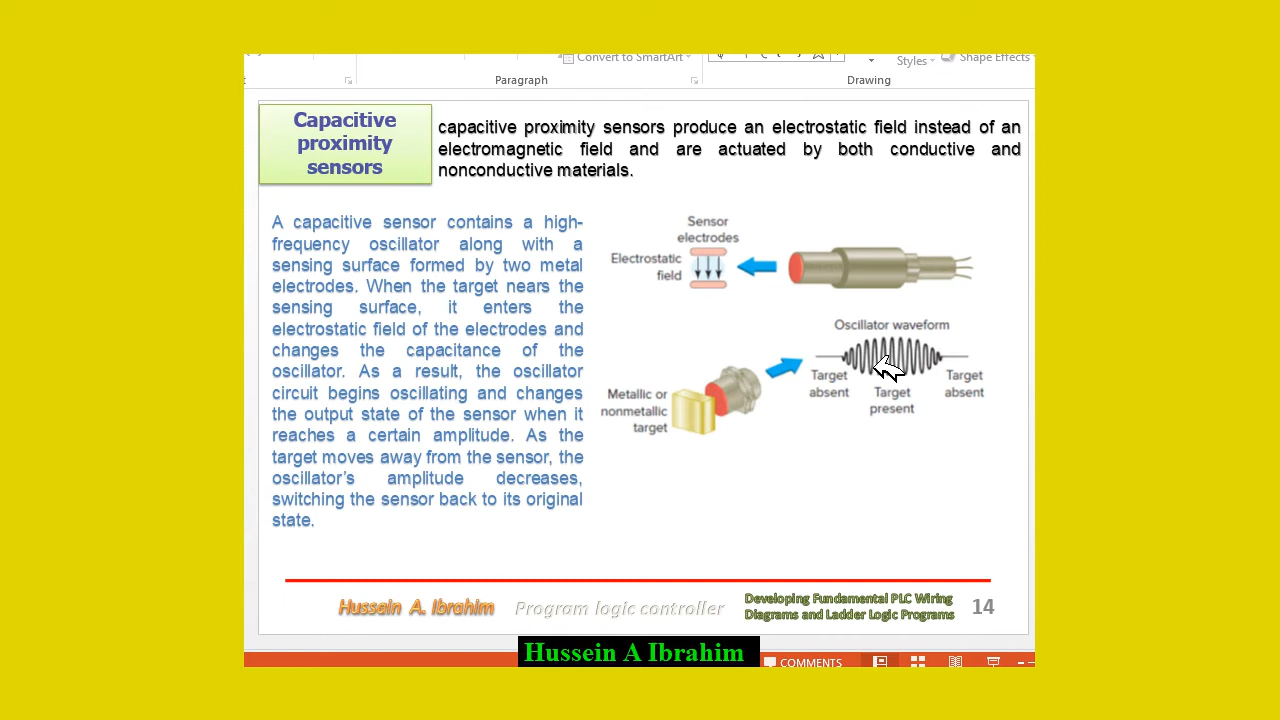 Convert to SmartArt
Styles
Shape Effects
Paragraph
Drawing
Capacitive
proximity
sensors
capacitive proximity sensors produce an electrostatic field instead of an
electromagnetic field and are actuated by both conductive and
nonconductive materials.
A capacitive sensor contains a high-
frequency oscillator along with a
sensing surface formed by two metal
electrodes. When the target nears the
sensing surface, it enters the
electrostatic field of the electrodes and
changes the capacitance of the
oscillator. As a result, the oscillator
circuit begins oscillating and changes
the output state of the sensor when it
reaches a certain amplitude. As the
target moves away from the sensor, the
oscillator's amplitude decreases,
switching the sensor back to its original
state.
Sensor
electrodes
Electrostatic
field
Oscillator waveform
Target
absent
Target
present
Target
absent
Metallic or
nonmetallic
target
Hussain A. Ibrahim
Program logic controller
Developing Fundamental PLC Wiring
Diagrams and Ladder Logic Programs
14
Hussein A Ibrahim
COMMENTS